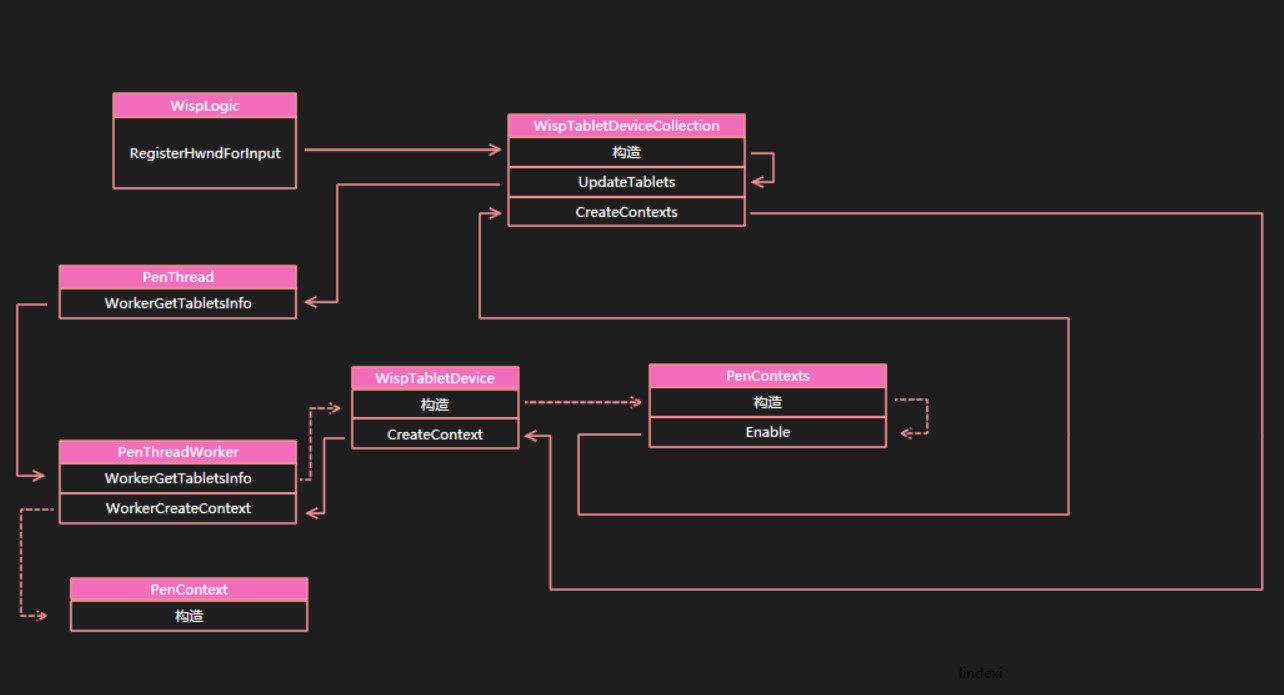 WispLogic
RegisterHwndForInput
WispTabletDeviceCollection
构造
UpdateTablets
CreateContexts
PenThread
WorkerGetTabletsInfo
WispTabletDevice
构造
CreateContext
PenContexts
构造
Enable
PenThreadWorker
WorkerGetTabletsInfo
WorkerCreateContext
PenContext
构造
lindexi